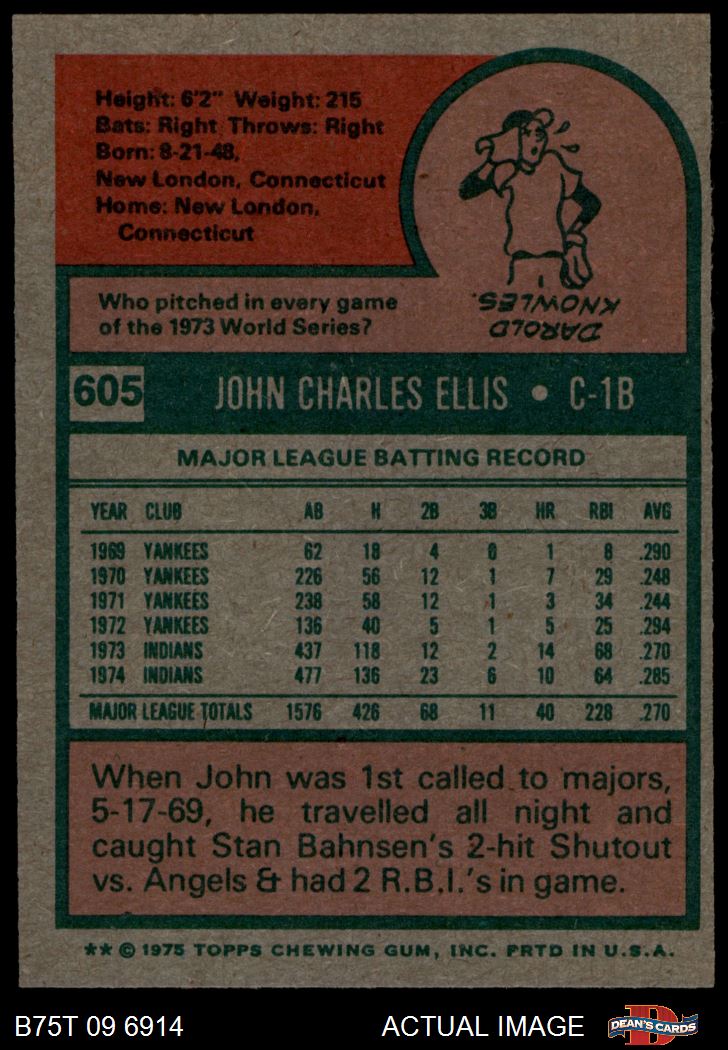 Height: 6'2" Weight: 215
Bats: Right Throws: Right
Born: 8-21-48,
New London, Connecticut
Home: New London,
Connecticut
Who pitched in every game
of the 1973 World Series?
DAROLD
KNOWLES.
605 JOHN CHARLES ELLIS • C-1B
MAJOR LEAGUE BATTING RECORD
YEAR CLUB AB H 2B 3B HR RBI AVG
1969 YANKEES 62 18 4 0 1 8 .290
1970 YANKEES 226 56 12 1 7 29 .248
1971 YANKEES 238 58 12 1 3 34 .244
1972 YANKEES 136 40 5 1 5 25 .294
1973 INDIANS 437 118 12 2 14 68 .270
1974 INDIANS 477 136 23 6 10 64 .285
MAJOR LEAGUE TOTALS 1576 426 68 11 40 228 .270
When John was 1st called to majors,
5-17-69, he travelled all night and
caught Stan Bahnsen's 2-hit Shutout
vs. Angels & had 2 R.B.I.'s in game.
** © 1975 TOPPS CHEWING GUM, INC. PRTD IN U.S.A.
B75T 09 6914 ACTUAL IMAGE DEAN'S CARDS